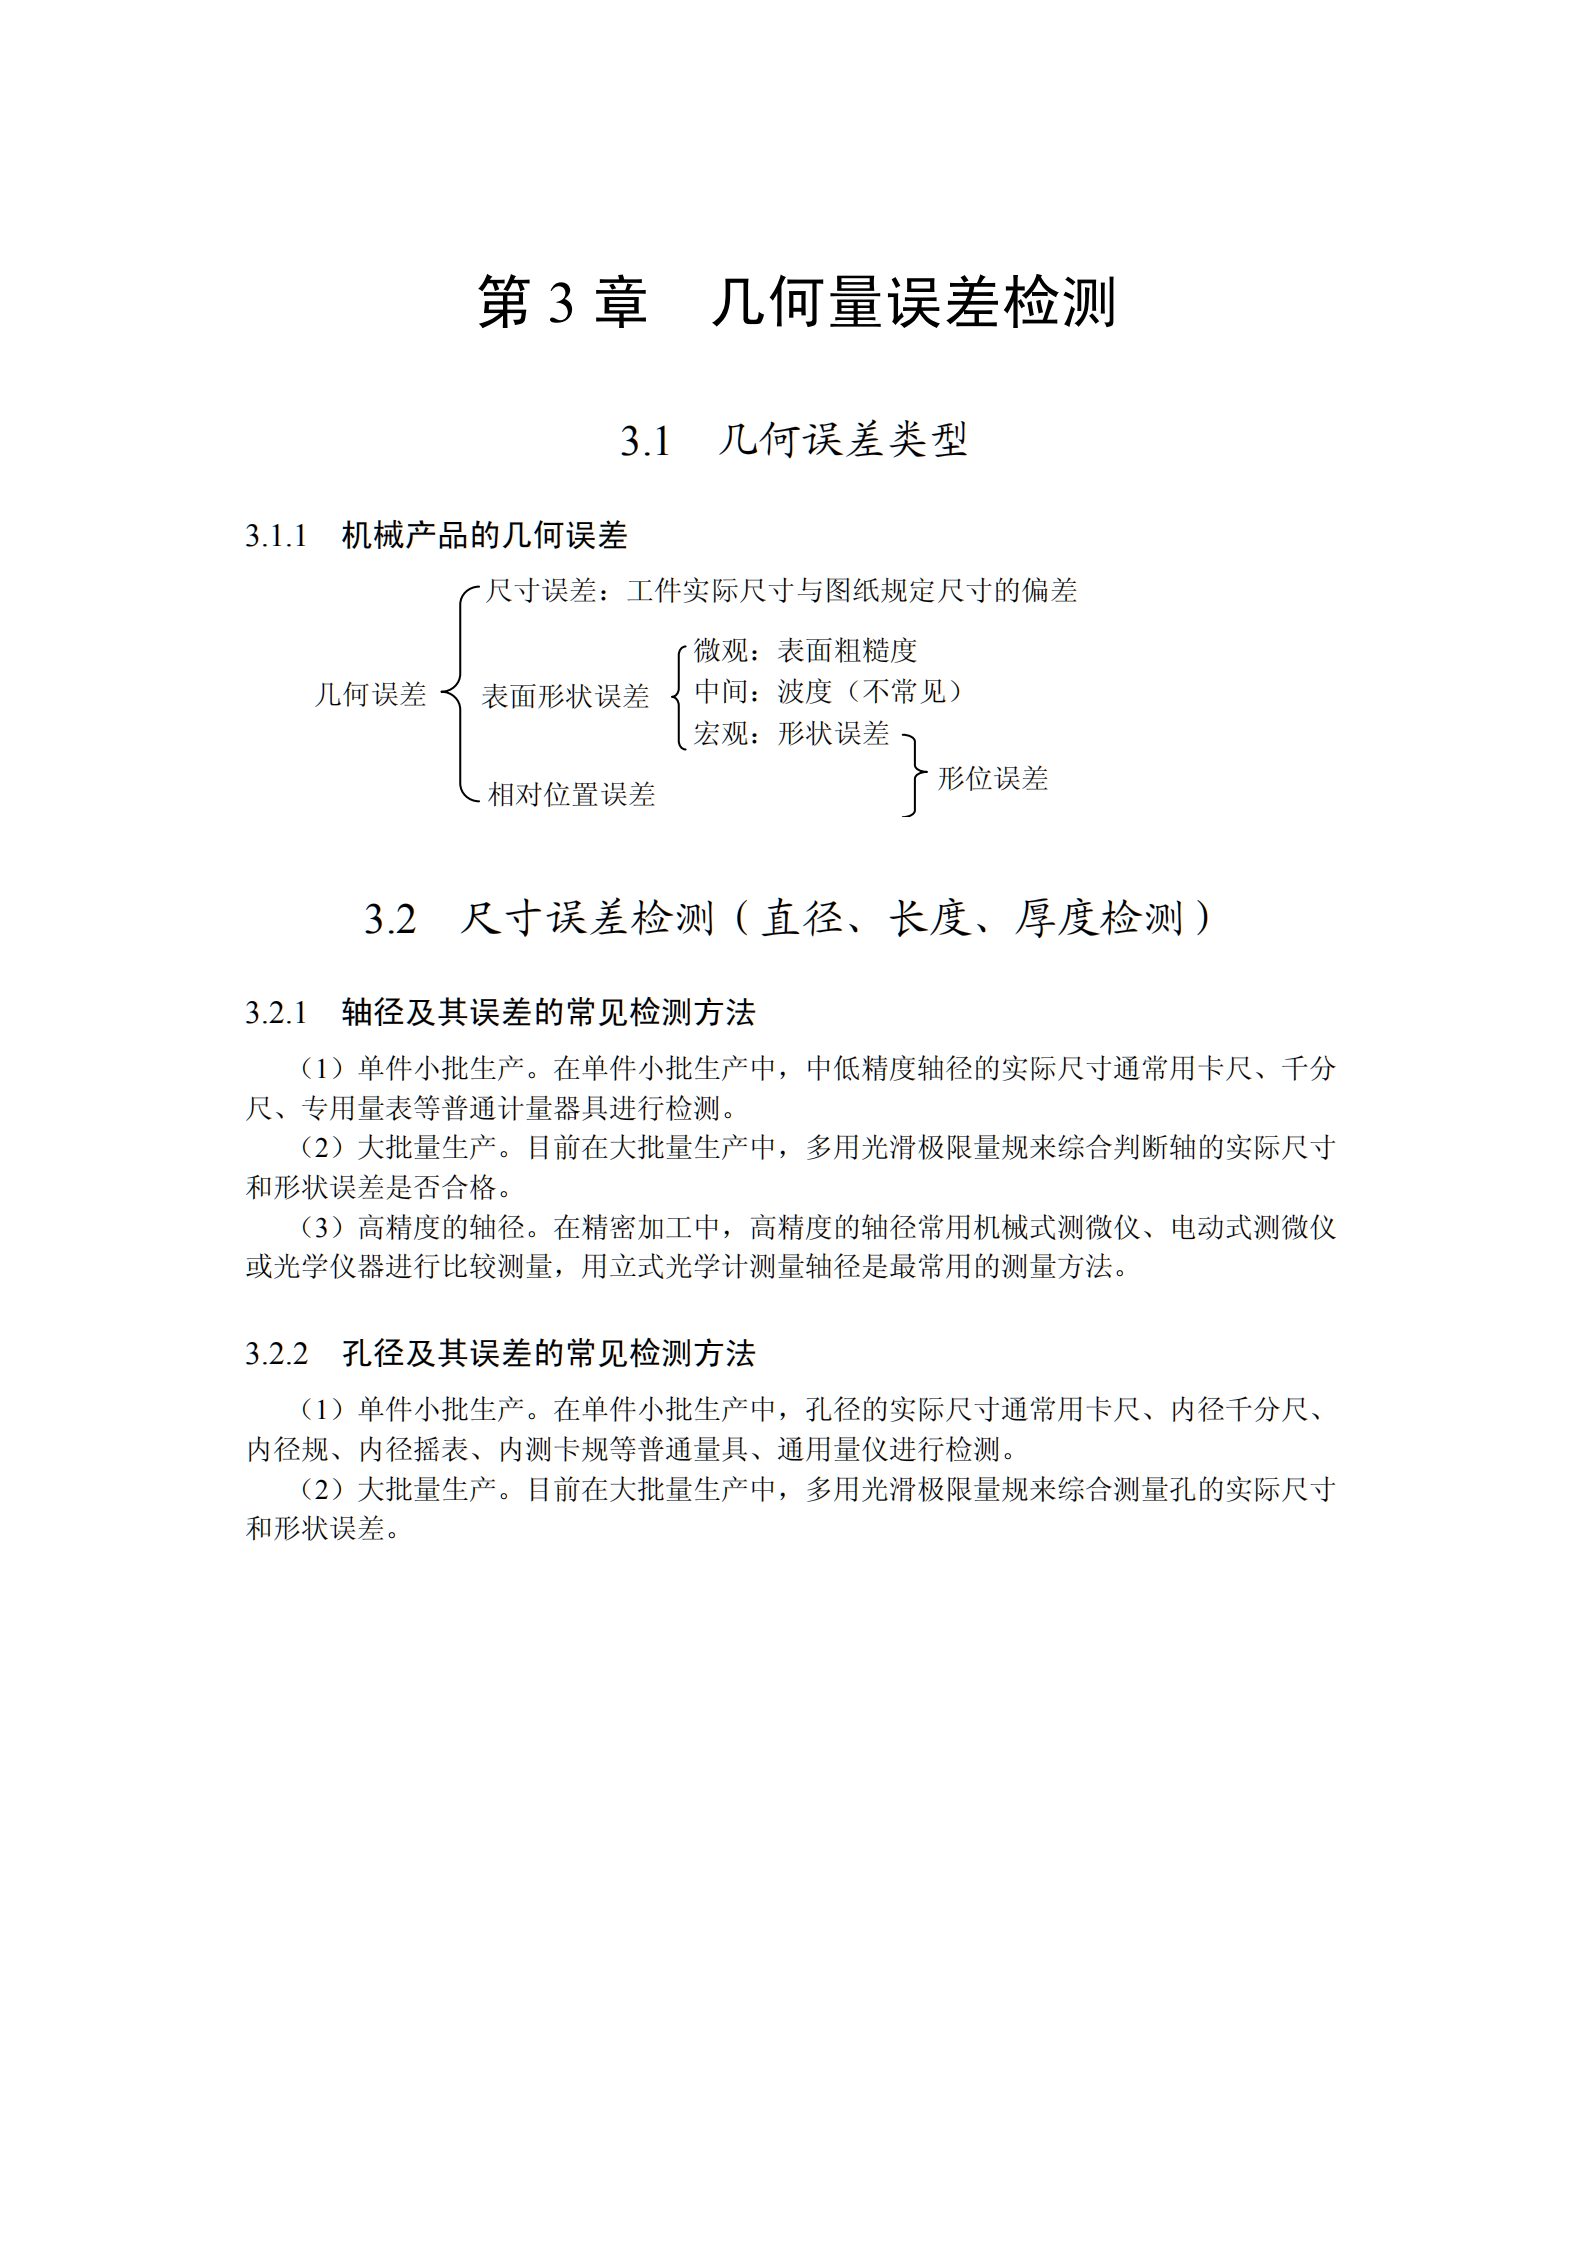 第 3 章　几何量误差检测
3.1　几何误差类型
3.1.1　机械产品的几何误差
尺寸误差：工件实际尺寸与图纸规定尺寸的偏差
微观：表面粗糙度
几何误差
表面形状误差
中间：波度（不常见）
宏观：形状误差
形位误差
相对位置误差
3.2　尺寸误差检测（直径、长度、厚度检测）
3.2.1　轴径及其误差的常见检测方法
（1）单件小批生产。在单件小批生产中，中低精度轴径的实际尺寸通常用卡尺、千分
尺、专用量表等普通计量器具进行检测。
（2）大批量生产。目前在大批量生产中，多用光滑极限量规来综合判断轴的实际尺寸
和形状误差是否合格。
（3）高精度的轴径。在精密加工中，高精度的轴径常用机械式测微仪、电动式测微仪
或光学仪器进行比较测量，用立式光学计测量轴径是最常用的测量方法。
3.2.2　孔径及其误差的常见检测方法
（1）单件小批生产。在单件小批生产中，孔径的实际尺寸通常用卡尺、内径千分尺、
内径规、内径摇表、内测卡规等普通量具、通用量仪进行检测。
（2）大批量生产。目前在大批量生产中，多用光滑极限量规来综合测量孔的实际尺寸
和形状误差。